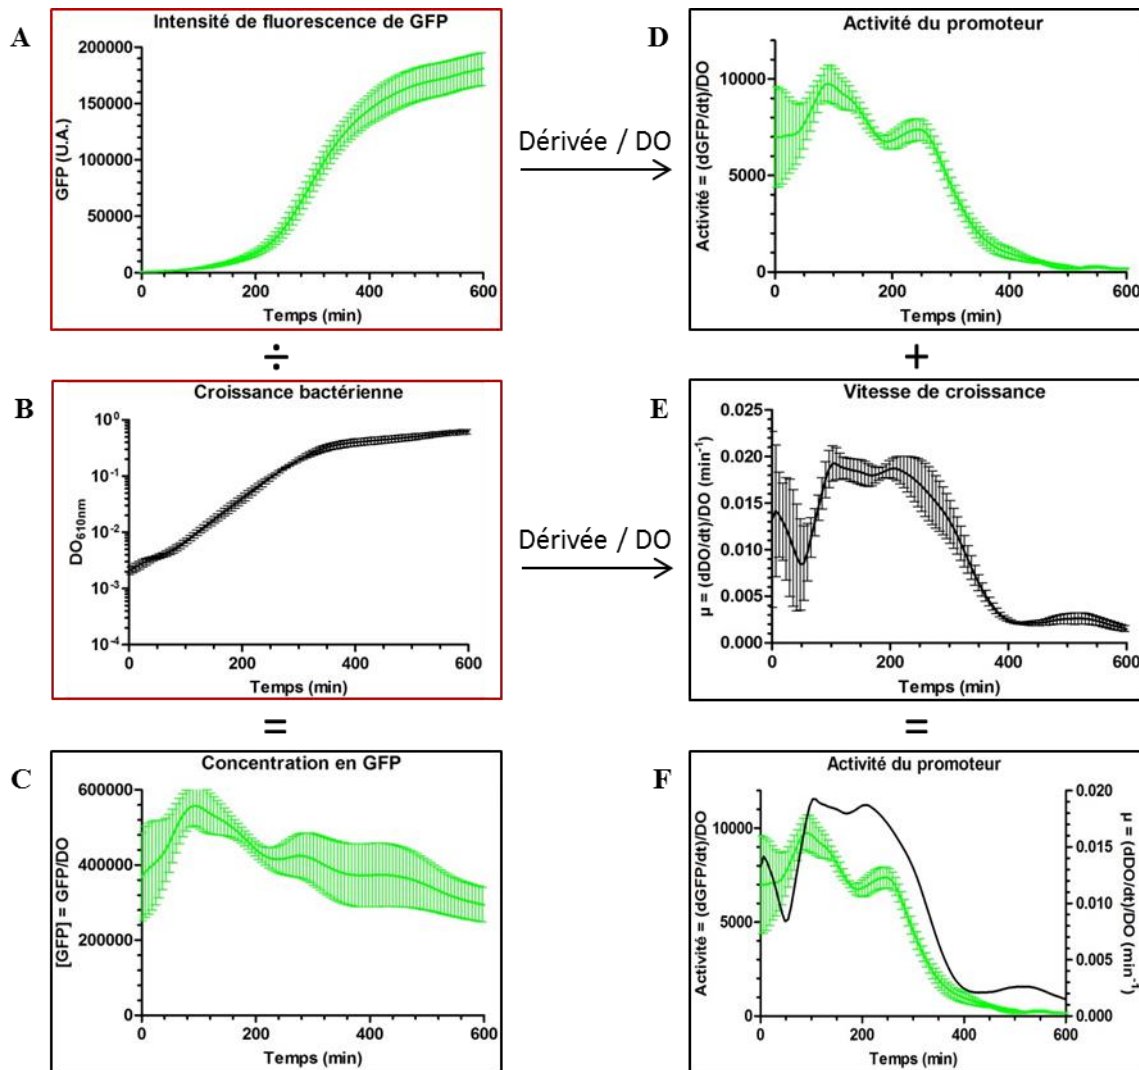 A
Intensité de fluorescence de GFP
GFP (U.A.)
200000
150000
100000
50000
0
0 200 400 600
Temps (min)
Dérivée / DO
D
Activité du promoteur
Activité = (dGFP/dt)/DO
10000
5000
0
0 200 400 600
Temps (min)
÷
+
B
Croissance bactérienne
DO610nm
10^0
10^-1
10^-2
10^-3
10^-4
0 200 400 600
Temps (min)
Dérivée / DO
E
Vitesse de croissance
µ = (dDO/dt)/DO (min-1)
0.025
0.020
0.015
0.010
0.005
0.000
0 200 400 600
Temps (min)
=
=
C
Concentration en GFP
[GFP] = GFP/DO
600000
400000
200000
0
0 200 400 600
Temps (min)
F
Activité du promoteur
Activité = (dGFP/dt)/DO
10000
5000
0
0.020
0.015
0.010
0.005
0.000
µ = (dDO/dt)/DO (min-1)
0 200 400 600
Temps (min)